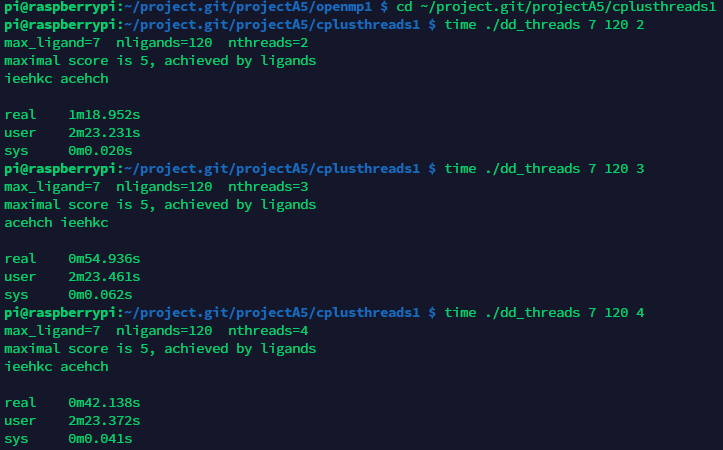 pi@raspberrypi:~/project.git/projectA5/openmp1 $ cd ~/project.git/projectA5/cplusthreads1
pi@raspberrypi:~/project.git/projectA5/cplusthreads1 $ time ./dd_threads 7 120 2
max_ligand=7  nligands=120  nthreads=2
maximal score is 5, achieved by ligands
ieehkc acehch

real    1m18.952s
user    2m23.231s
sys     0m0.020s
pi@raspberrypi:~/project.git/projectA5/cplusthreads1 $ time ./dd_threads 7 120 3
max_ligand=7  nligands=120  nthreads=3
maximal score is 5, achieved by ligands
acehch ieehkc

real    0m54.936s
user    2m23.461s
sys     0m0.062s
pi@raspberrypi:~/project.git/projectA5/cplusthreads1 $ time ./dd_threads 7 120 4
max_ligand=7  nligands=120  nthreads=4
maximal score is 5, achieved by ligands
ieehkc acehch

real    0m42.138s
user    2m23.372s
sys     0m0.041s